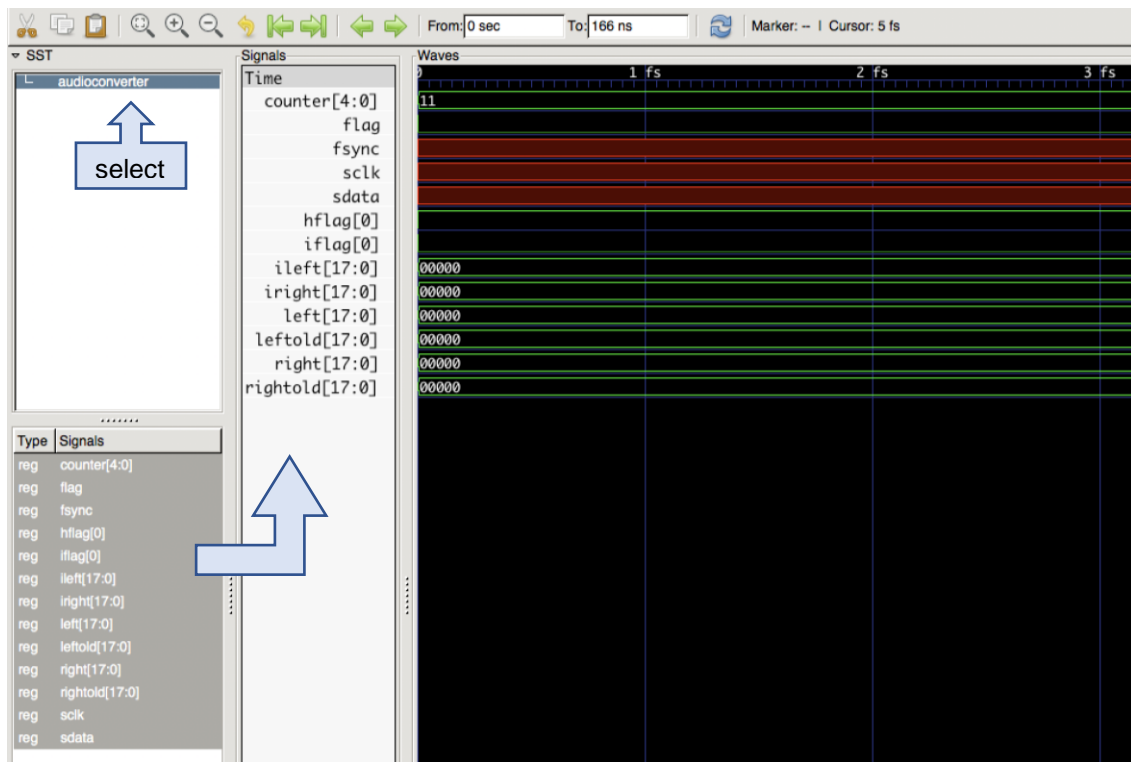 From: 0 sec To: 166 ns Marker: -- | Cursor: 5 fs
SST
audioconverter
select
Type Signals
reg counter[4:0]
reg flag
reg fsync
reg hflag[0]
reg iflag[0]
reg ileft[17:0]
reg iright[17:0]
reg left[17:0]
reg leftold[17:0]
reg right[17:0]
reg rightold[17:0]
reg sclk
reg sdata
Signals
Time
counter[4:0]
flag
fsync
sclk
sdata
hflag[0]
iflag[0]
ileft[17:0]
iright[17:0]
left[17:0]
leftold[17:0]
right[17:0]
rightold[17:0]
Waves
0 1 fs 2 fs 3 fs
11
00000
00000
00000
00000
00000
00000